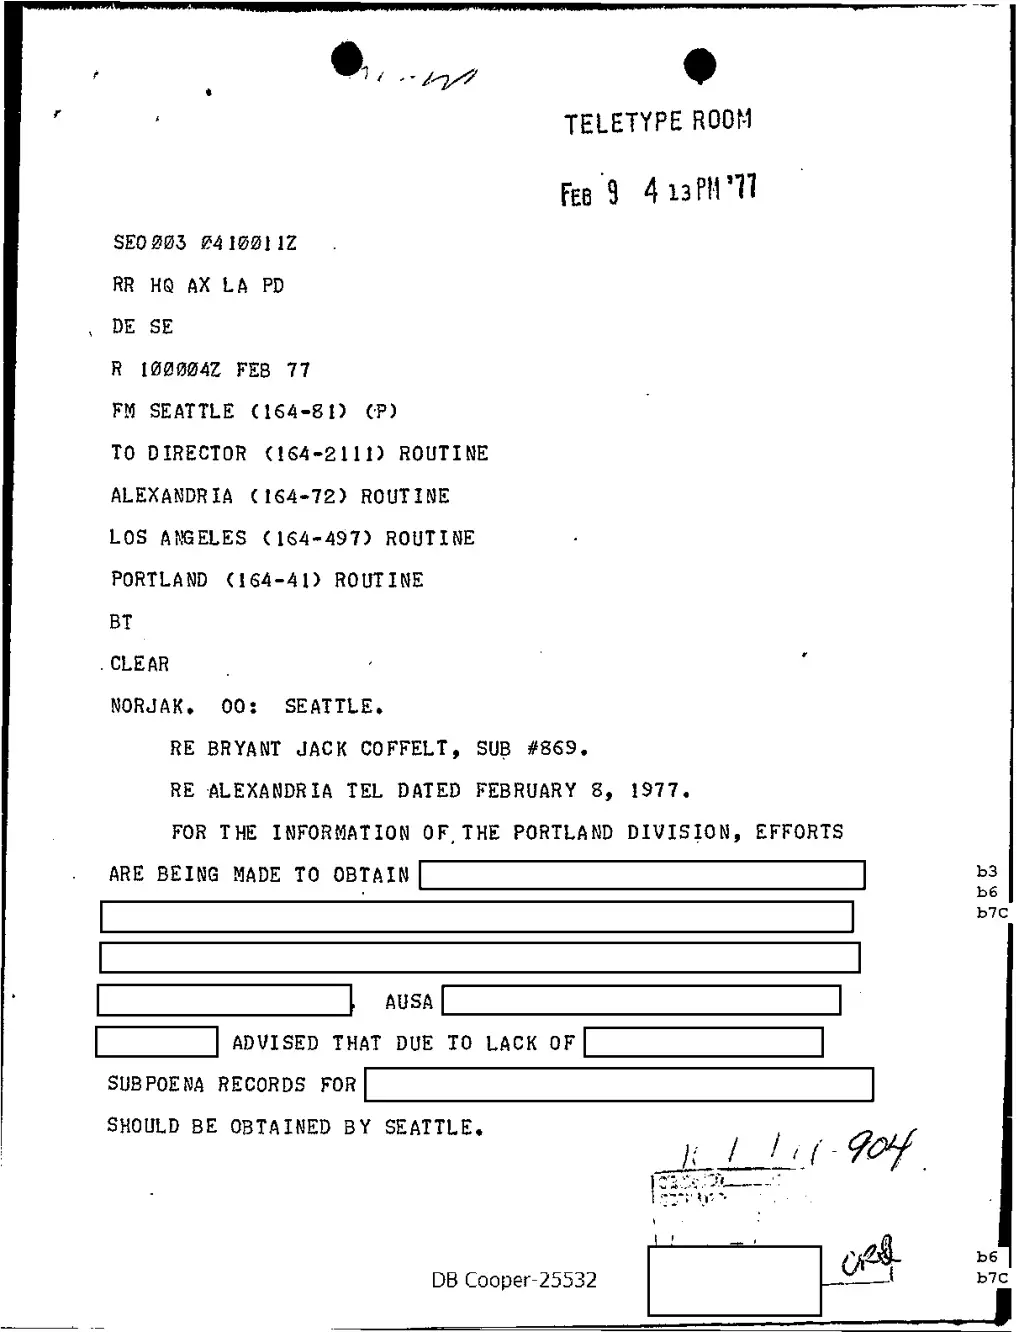 TELETYPE ROOM
FEB 9 4 13 PM '77
SE0003 0410011Z
RR HQ AX LA PD
DE SE
R 100004Z FEB 77
FM SEATTLE (164-81) (P)
TO DIRECTOR (164-2111) ROUTINE
ALEXANDRIA (164-72) ROUTINE
LOS ANGELES (164-497) ROUTINE
PORTLAND (164-41) ROUTINE
BT
CLEAR
NORJAK. OO: SEATTLE.
RE BRYANT JACK COFFELT, SUB #869.
RE ALEXANDRIA TEL DATED FEBRUARY 8, 1977.
FOR THE INFORMATION OF THE PORTLAND DIVISION, EFFORTS
ARE BEING MADE TO OBTAIN
b3
b6
b7C
AUSA
ADVISED THAT DUE TO LACK OF
SUBPOENA RECORDS FOR
SHOULD BE OBTAINED BY SEATTLE.
-904
DB Cooper-25532
b6
b7C